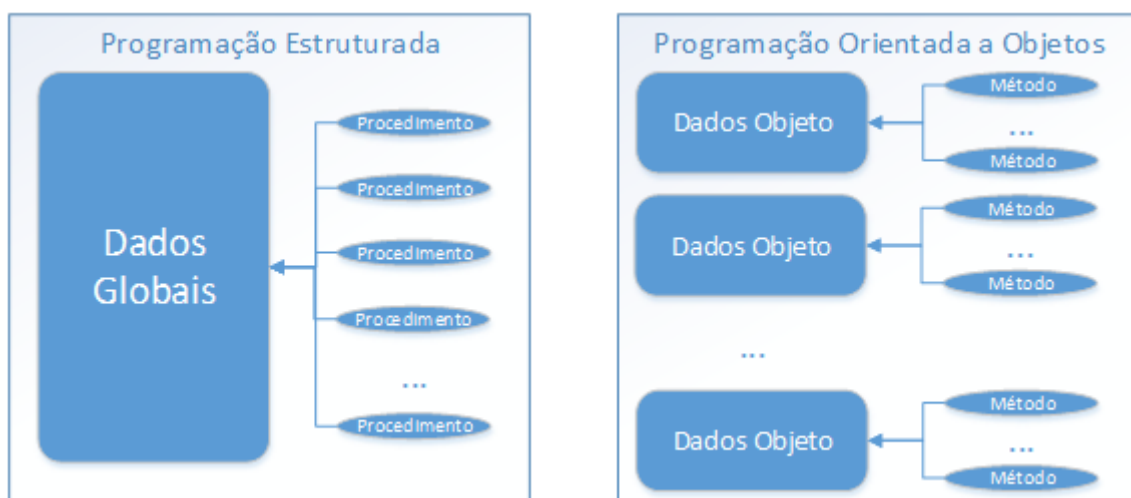 Programação Estruturada
Dados
Globais
Procedimento
Procedimento
Procedimento
Procedimento
...
Procedimento
Programação Orientada a Objetos
Dados Objeto
Método
...
Método
Dados Objeto
Método
...
Método
...
Dados Objeto
Método
...
Método